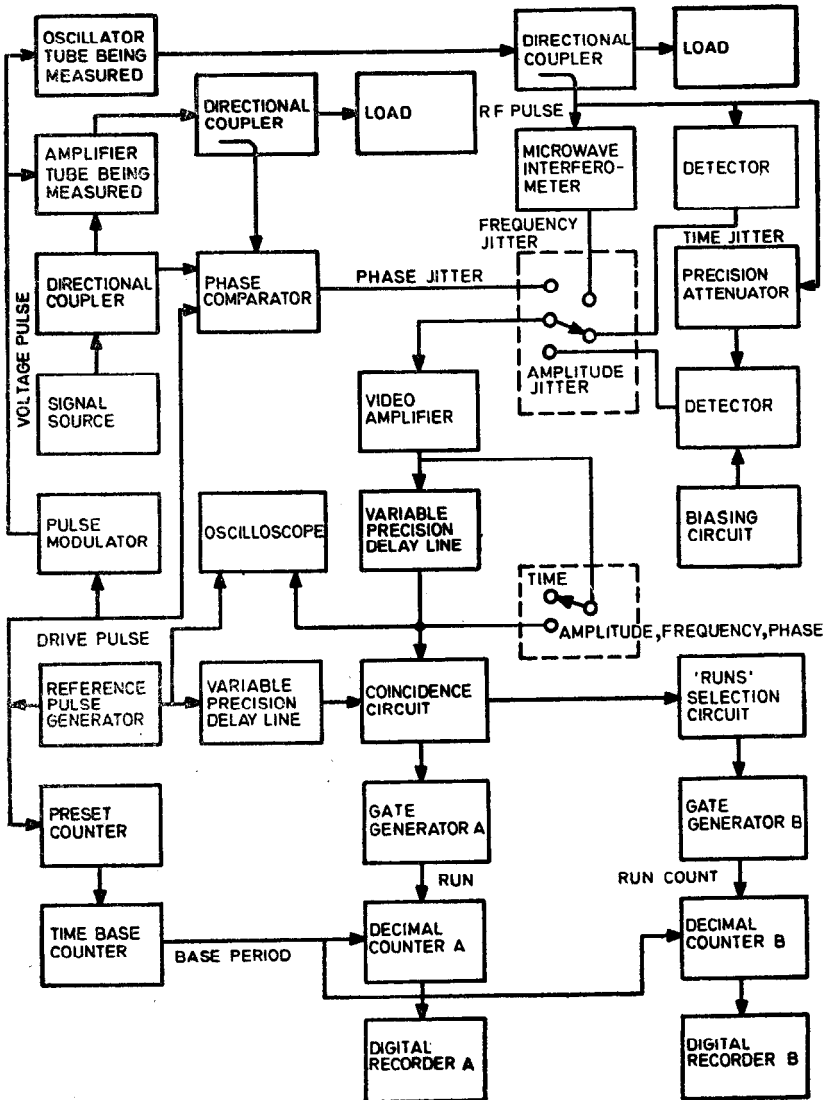 OSCILLATOR
TUBE BEING
MEASURED
DIRECTIONAL
COUPLER
LOAD
DIRECTIONAL
COUPLER
LOAD
RF PULSE
AMPLIFIER
TUBE BEING
MEASURED
MICROWAVE
INTERFERO-
METER
DETECTOR
FREQUENCY
JITTER
TIME JITTER
DIRECTIONAL
COUPLER
PHASE
COMPARATOR
PHASE JITTER
PRECISION
ATTENUATOR
VOLTAGE PULSE
SIGNAL
SOURCE
VIDEO
AMPLIFIER
AMPLITUDE
JITTER
DETECTOR
PULSE
MODULATOR
OSCILLOSCOPE
VARIABLE
PRECISION
DELAY LINE
BIASING
CIRCUIT
TIME
AMPLITUDE,FREQUENCY,PHASE
DRIVE PULSE
REFERENCE
PULSE
GENERATOR
VARIABLE
PRECISION
DELAY LINE
COINCIDENCE
CIRCUIT
'RUNS'
SELECTION
CIRCUIT
PRESET
COUNTER
GATE
GENERATOR A
GATE
GENERATOR B
RUN
RUN COUNT
TIME BASE
COUNTER
BASE PERIOD
DECIMAL
COUNTER A
DECIMAL
COUNTER B
DIGITAL
RECORDER A
DIGITAL
RECORDER B